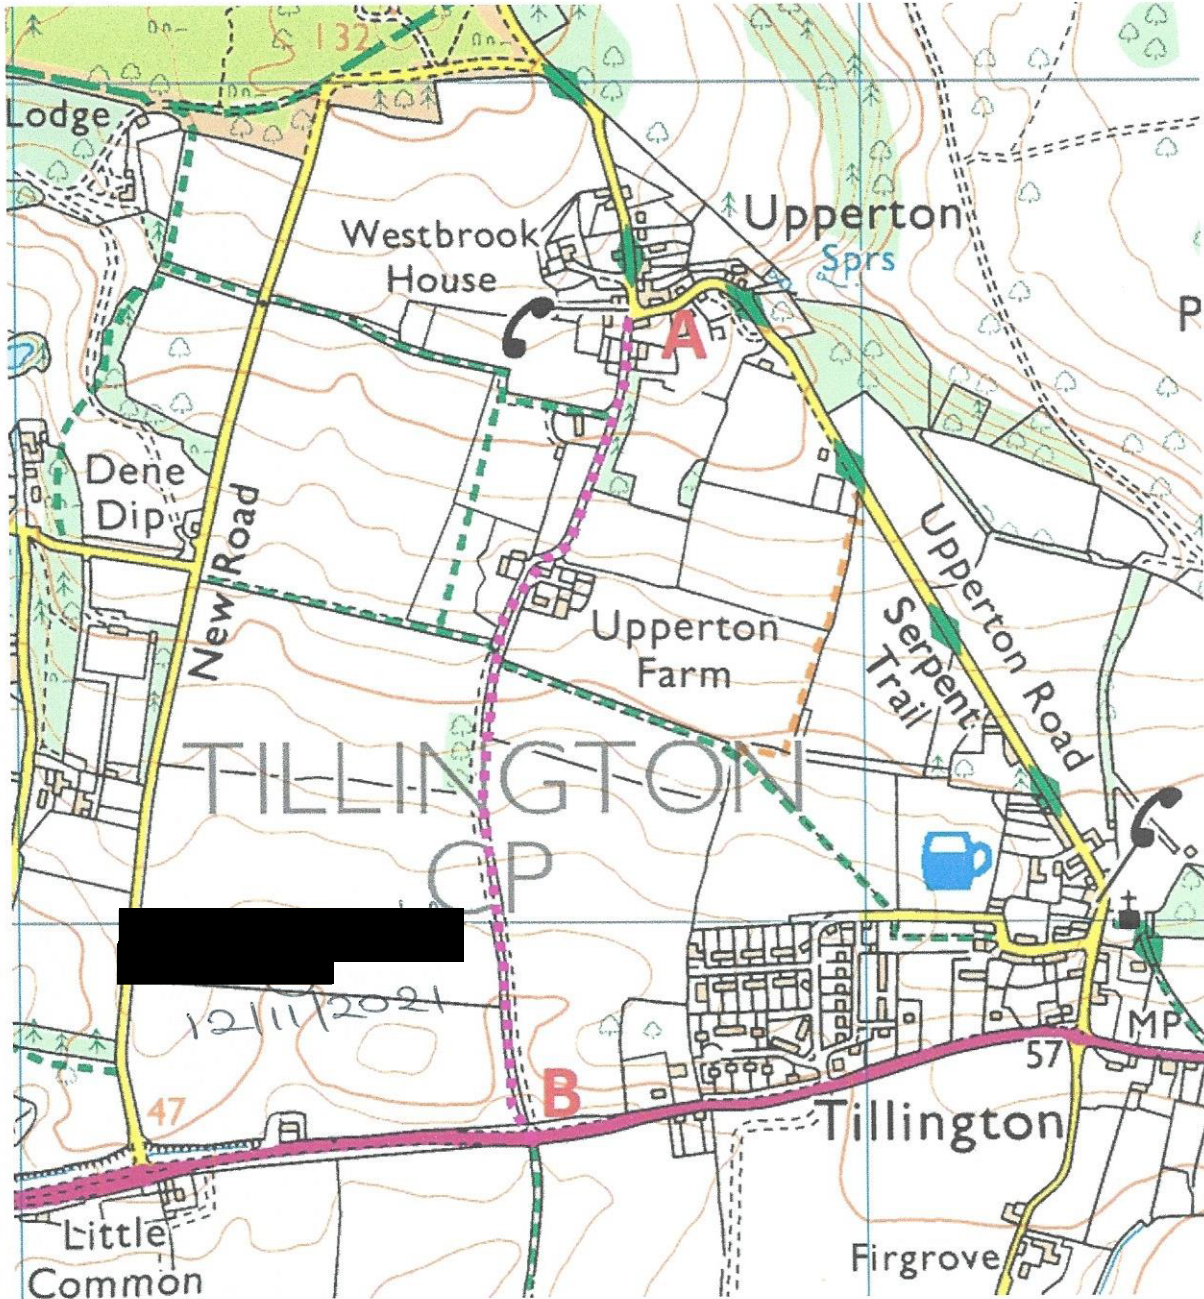 132
Lodge
Upperton
Westbrook
House
Sprs
P
A
Dene
Dip
New Road
Upperton Road
Serpent
Trail
Upperton
Farm
TILLINGTON
CP
12/11/2021
MP
57
B
47
Tillington
Little
Common
Firgrove